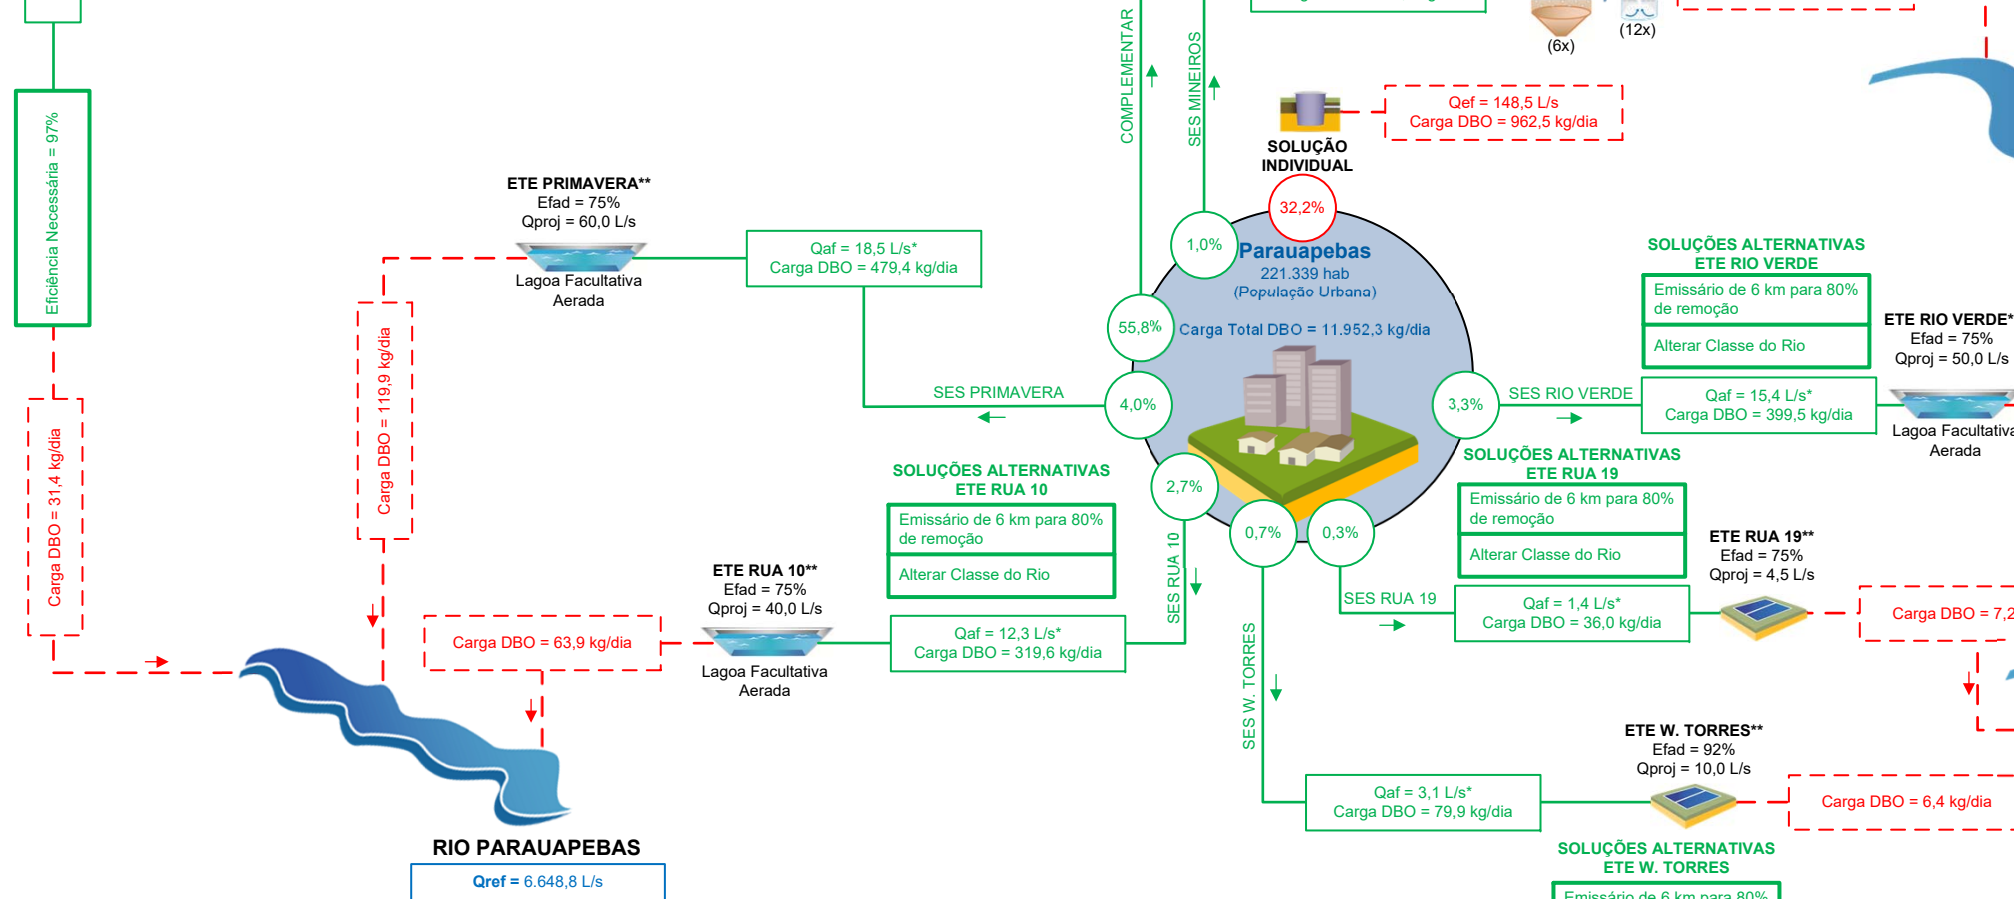 COMPLEMENTAR
SES MINEIROS
(6x)
(12x)
Qef = 148,5 L/s
Carga DBO = 962,5 kg/dia
SOLUÇÃO
INDIVIDUAL
32,2%
Eficiência Necessária = 97%
Carga DBO = 31,4 kg/dia
ETE PRIMAVERA**
Efad = 75%
Qproj = 60,0 L/s
Lagoa Facultativa
Aerada
Qaf = 18,5 L/s*
Carga DBO = 479,4 kg/dia
Carga DBO = 119,9 kg/dia
SES PRIMAVERA
1,0%
55,8%
4,0%
2,7%
0,7%
0,3%
3,3%
Parauapebas
221.339 hab
(População Urbana)
Carga Total DBO = 11.952,3 kg/dia
SES RIO VERDE
SOLUÇÕES ALTERNATIVAS
ETE RIO VERDE
Emissário de 6 km para 80%
de remoção
Alterar Classe do Rio
Qaf = 15,4 L/s*
Carga DBO = 399,5 kg/dia
ETE RIO VERDE*
Efad = 75%
Qproj = 50,0 L/s
Lagoa Facultativa
Aerada
SOLUÇÕES ALTERNATIVAS
ETE RUA 10
Emissário de 6 km para 80%
de remoção
Alterar Classe do Rio
ETE RUA 10**
Efad = 75%
Qproj = 40,0 L/s
Lagoa Facultativa
Aerada
Qaf = 12,3 L/s*
Carga DBO = 319,6 kg/dia
Carga DBO = 63,9 kg/dia
SES RUA 10
SOLUÇÕES ALTERNATIVAS
ETE RUA 19
Emissário de 6 km para 80%
de remoção
Alterar Classe do Rio
ETE RUA 19**
Efad = 75%
Qproj = 4,5 L/s
SES RUA 19
Qaf = 1,4 L/s*
Carga DBO = 36,0 kg/dia
Carga DBO = 7,2
SES W. TORRES
ETE W. TORRES**
Efad = 92%
Qproj = 10,0 L/s
Qaf = 3,1 L/s*
Carga DBO = 79,9 kg/dia
Carga DBO = 6,4 kg/dia
SOLUÇÕES ALTERNATIVAS
ETE W. TORRES
Emissário de 6 km para 80%
RIO PARAUAPEBAS
Qref = 6.648,8 L/s